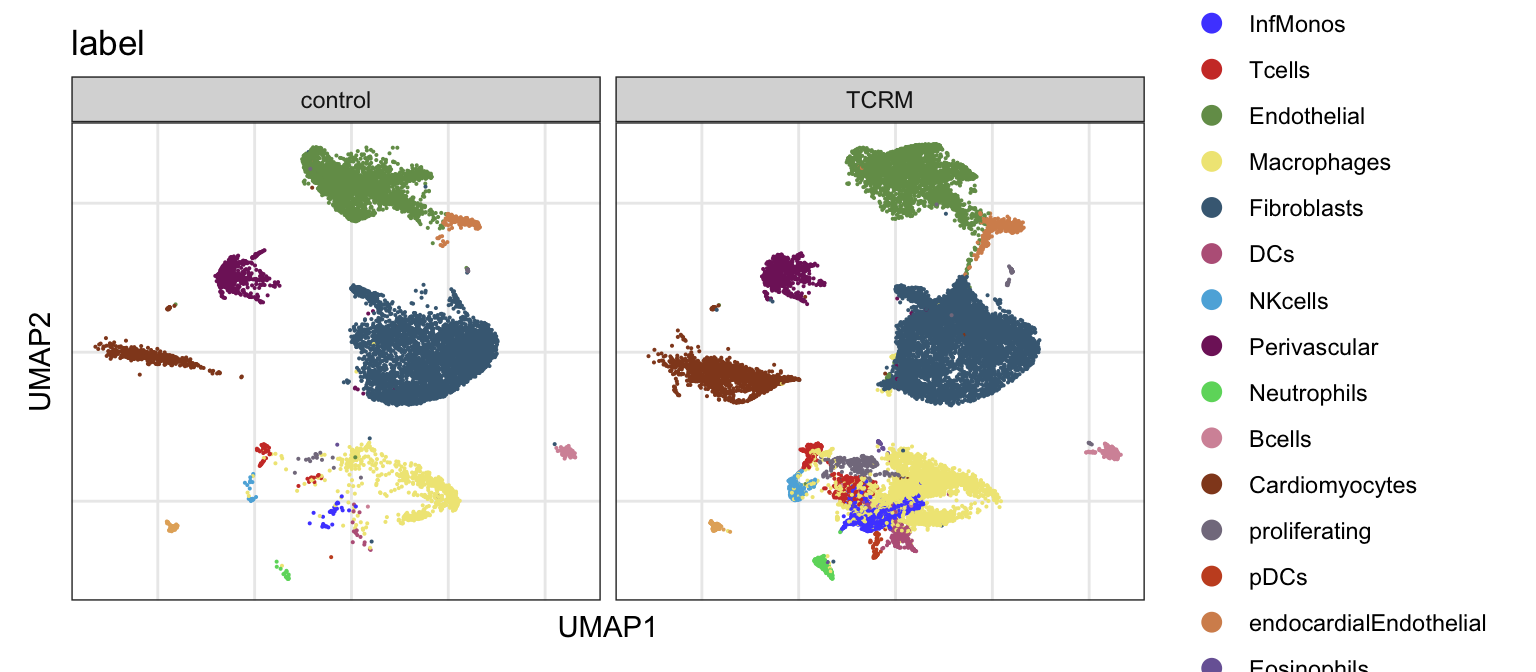 label
control
TCRM
UMAP2
UMAP1
InfMonos
Tcells
Endothelial
Macrophages
Fibroblasts
DCs
NKcells
Perivascular
Neutrophils
Bcells
Cardiomyocytes
proliferating
pDCs
endocardialEndothelial
Eosinophils